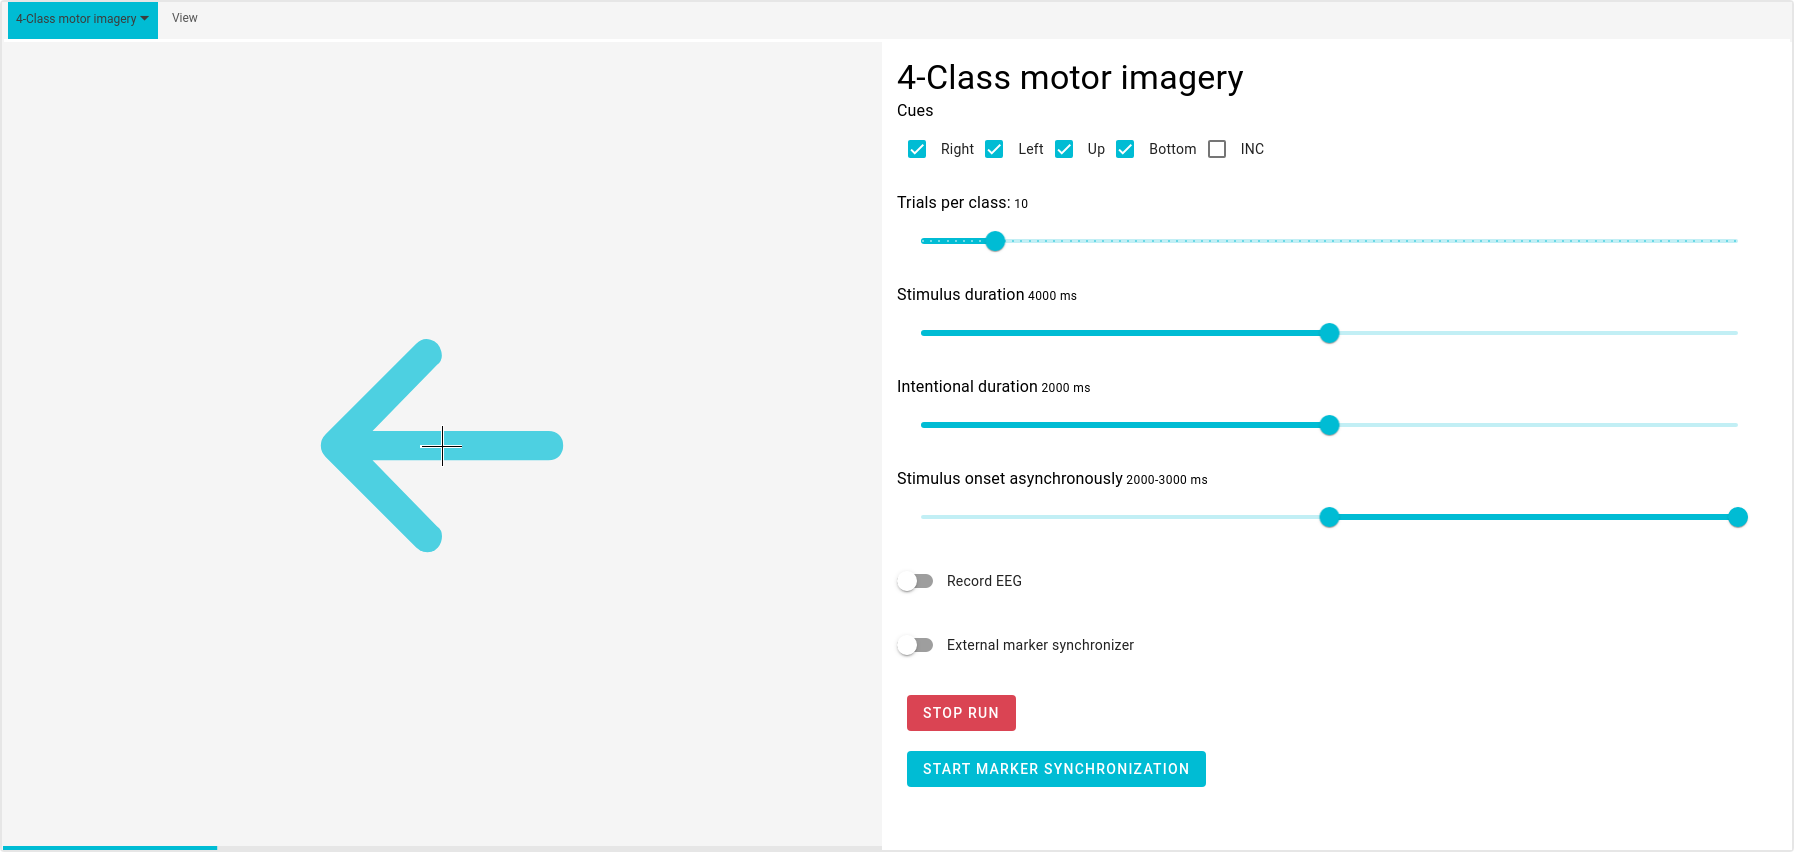 4-Class motor imagery View
4-Class motor imagery
Cues
Right Left Up Bottom INC
Trials per class: 10
Stimulus duration 4000 ms
Intentional duration 2000 ms
Stimulus onset asynchronously 2000-3000 ms
Record EEG
External marker synchronizer
STOP RUN
START MARKER SYNCHRONIZATION